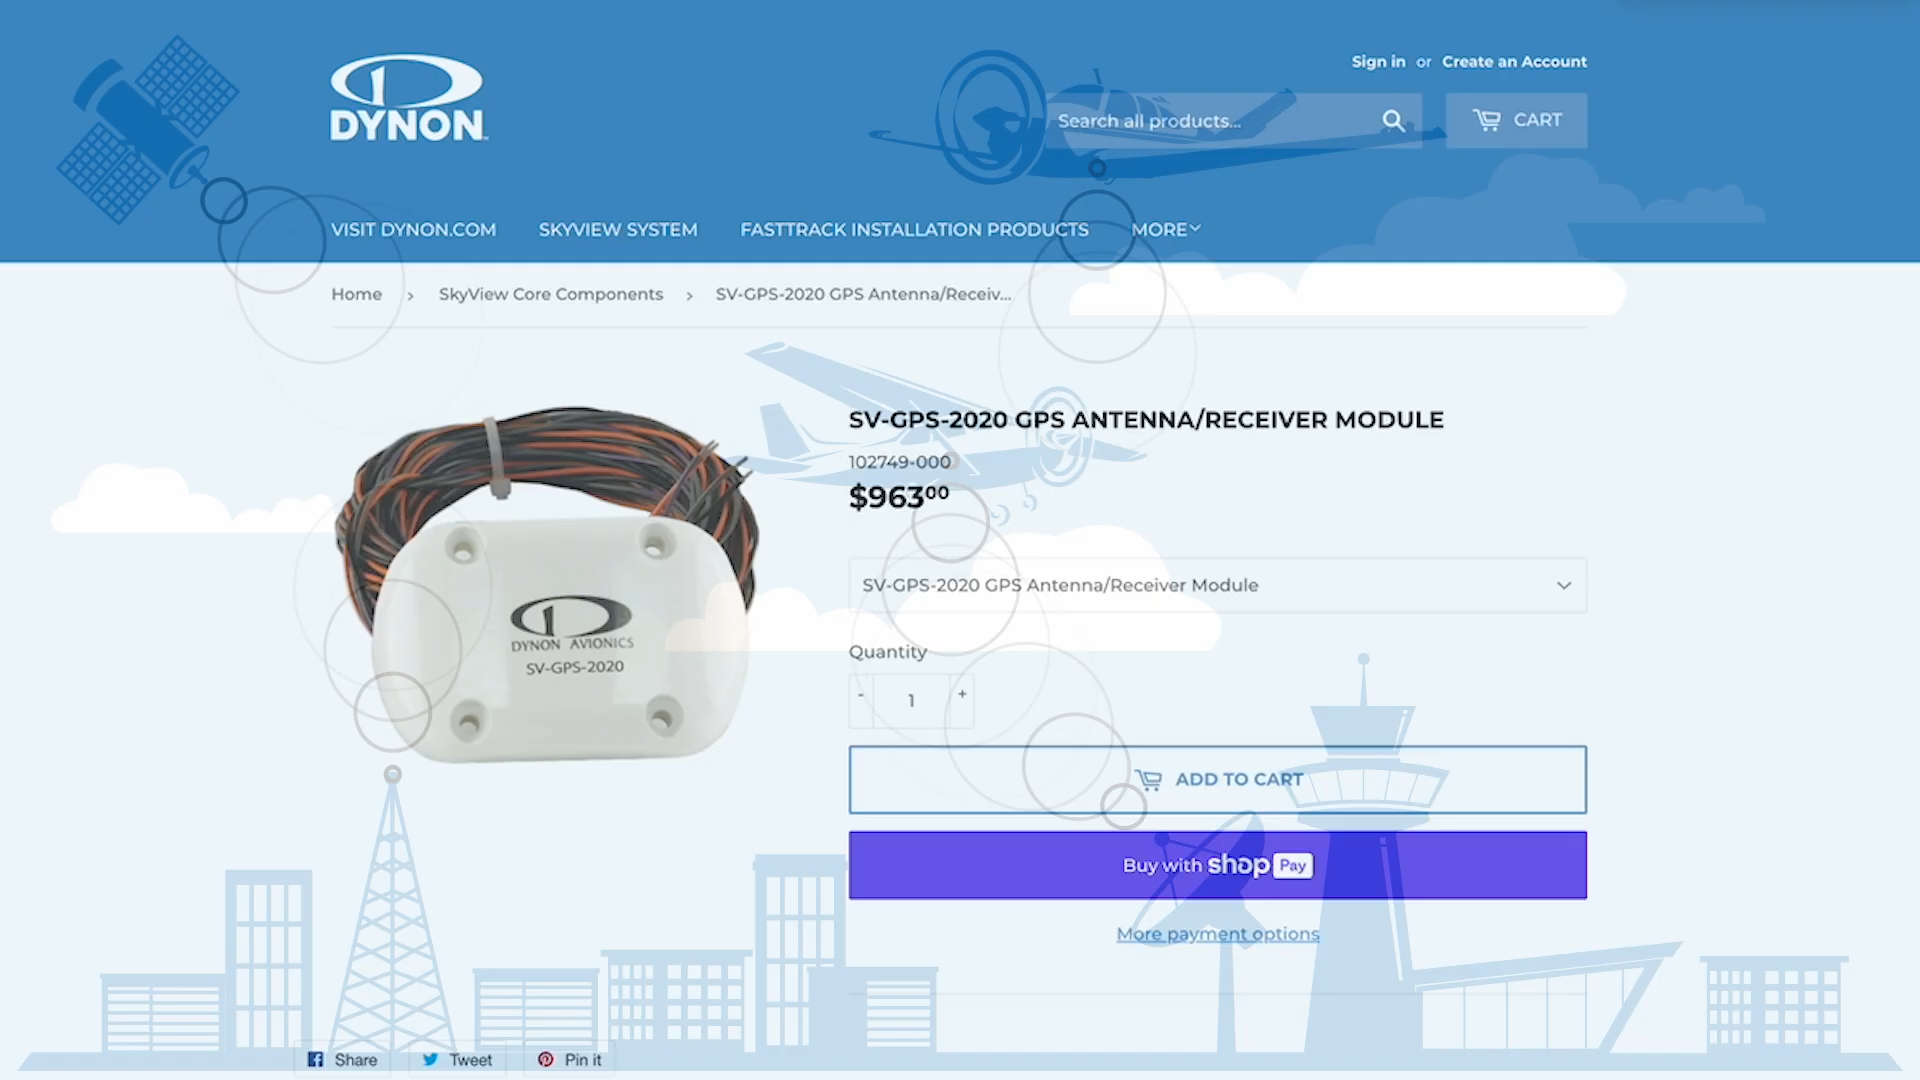 DYNON
Sign in or Create an Account
Search all products...
CART
VISIT DYNON.COM
SKYVIEW SYSTEM
FASTTRACK INSTALLATION PRODUCTS
MORE
Home › SkyView Core Components › SV-GPS-2020 GPS Antenna/Receiv...
DYNON AVIONICS
SV-GPS-2020
SV-GPS-2020 GPS ANTENNA/RECEIVER MODULE
102749-000
$96300
SV-GPS-2020 GPS Antenna/Receiver Module
Quantity
- 1 +
ADD TO CART
Buy with shop Pay
More payment options
Share
Tweet
Pin it